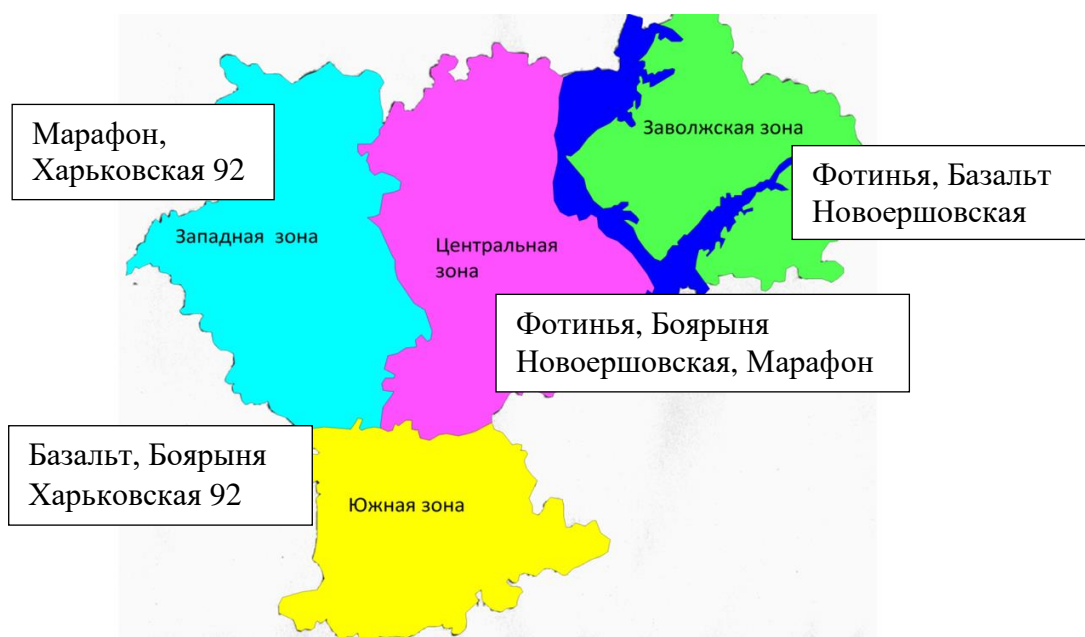 Марафон,
Харьковская 92
Западная зона
Центральная
зона
Заволжская зона
Фотинья, Базальт
Новоершовская
Фотинья, Боярыня
Новоершовская, Марафон
Базальт, Боярыня
Харьковская 92
Южная зона